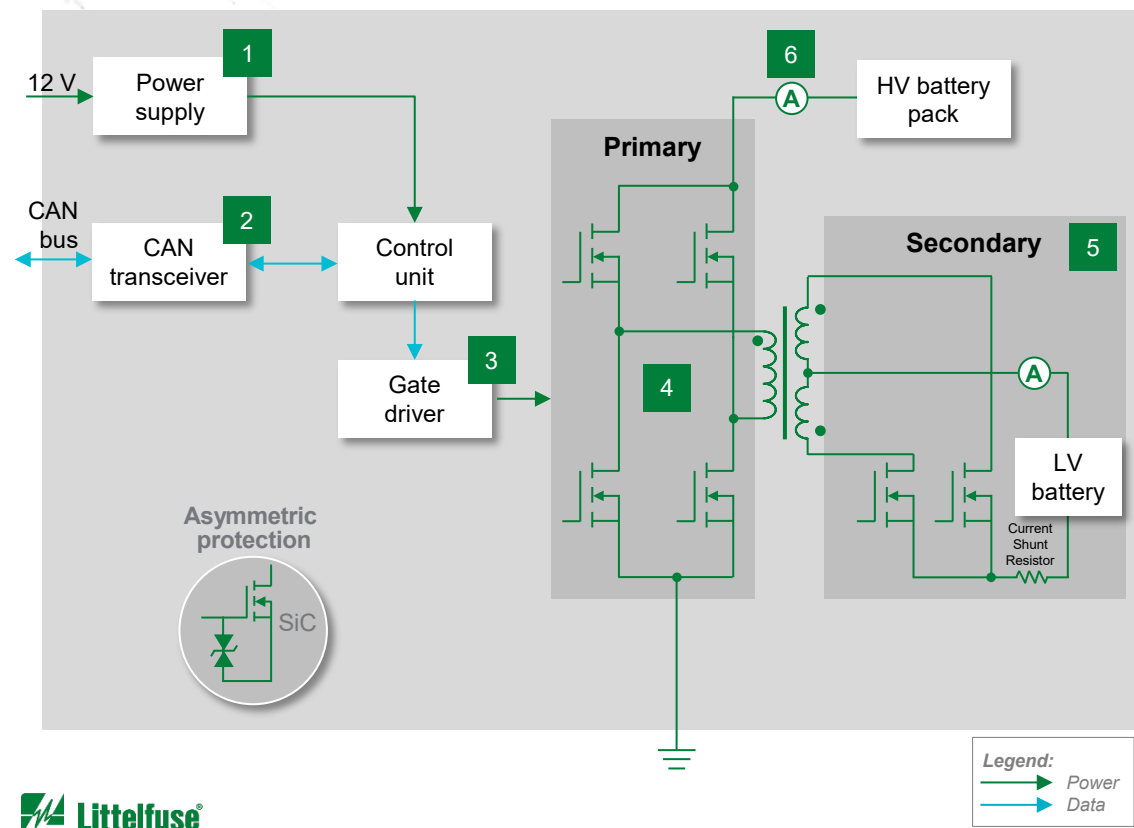 1
12 V
Power
supply
6
A
HV battery
pack
Primary
CAN
bus
2
CAN
transceiver
Control
unit
Secondary
5
3
Gate
driver
4
A
LV
battery
Current
Shunt
Resistor
Asymmetric
protection
SiC
Legend:
Power
Data
Littelfuse®